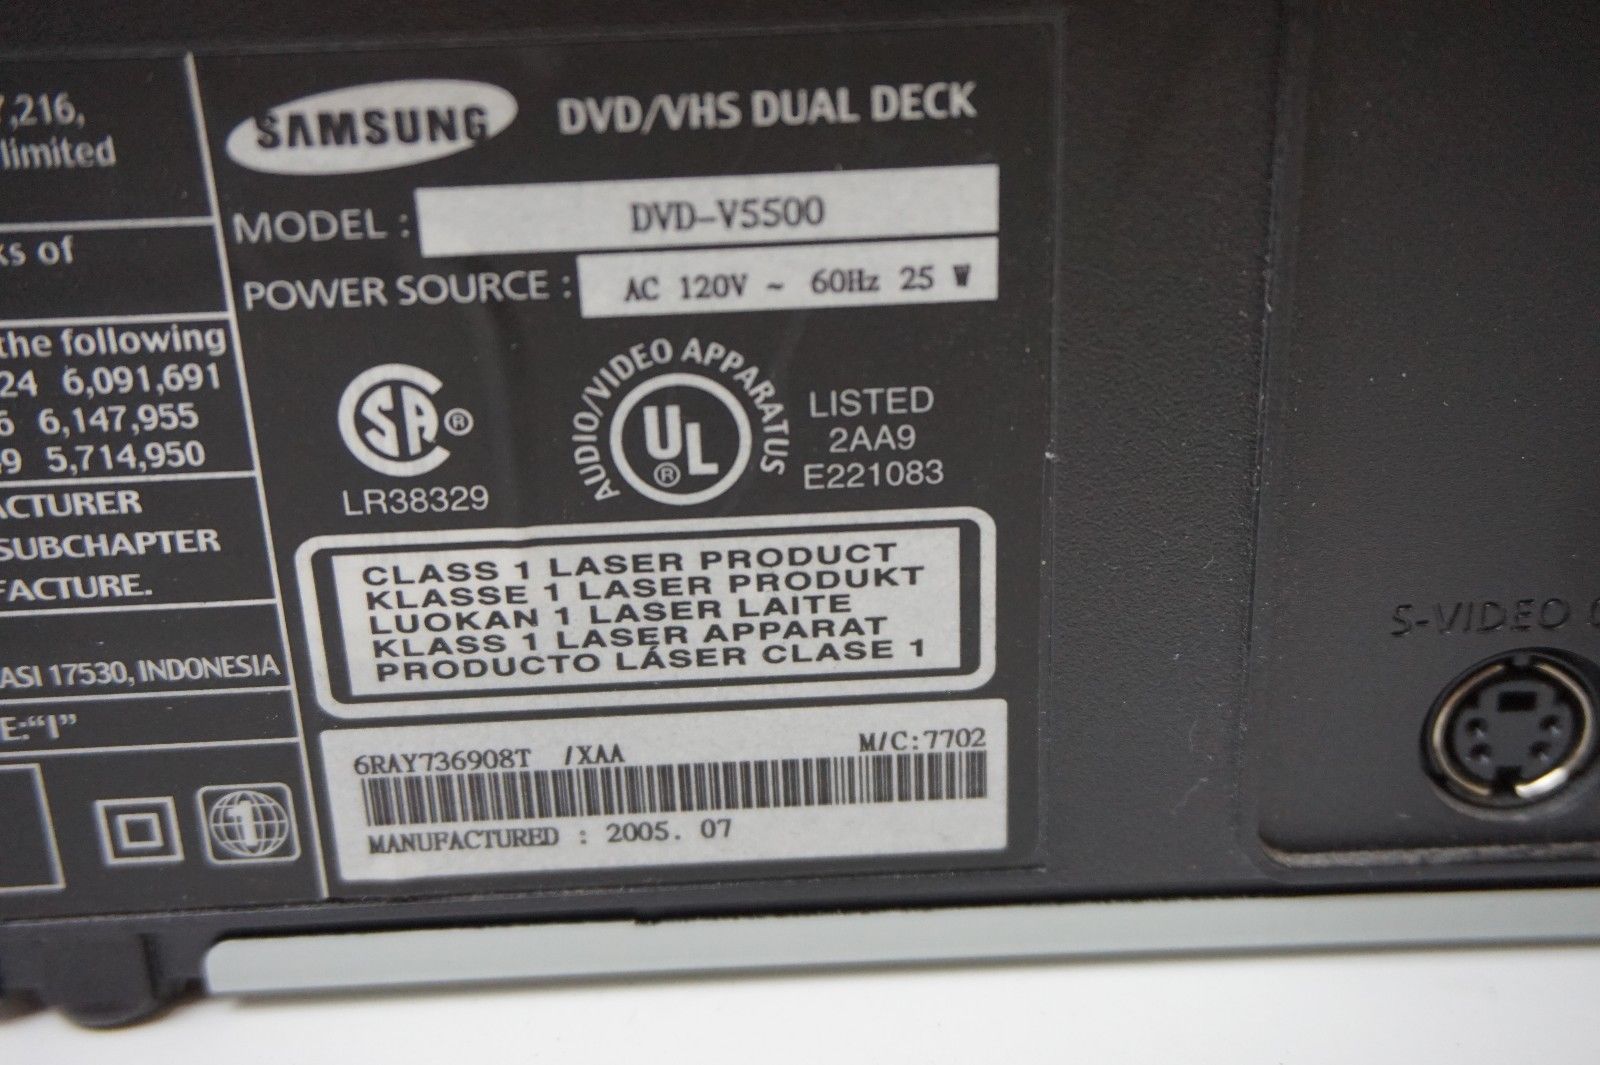 7,216,
limited
ks of
the following
24 6,091,691
6 6,147,955
9 5,714,950
ACTURER
SUBCHAPTER
FACTURE.
ASI 17530, INDONESIA
E:"I"
1
SAMSUNG DVD/VHS DUAL DECK
MODEL : DVD-V5500
POWER SOURCE : AC 120V ~ 60Hz 25 W
SA ®
LR38329
AUDIO/VIDEO APPARATUS
UL ®
LISTED
2AA9
E221083
CLASS 1 LASER PRODUCT
KLASSE 1 LASER PRODUKT
LUOKAN 1 LASER LAITE
KLASS 1 LASER APPARAT
PRODUCTO LÁSER CLASE 1
6RAY736908T /XAA M/C:7702
MANUFACTURED : 2005. 07
S-VIDEO